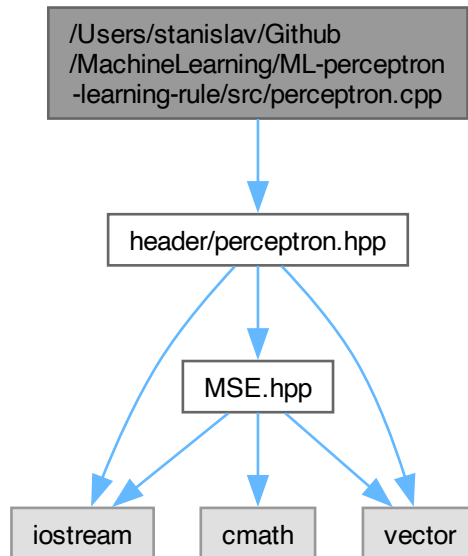 /Users/stanislav/Github
/MachineLearning/ML-perceptron
-learning-rule/src/perceptron.cpp
header/perceptron.hpp
MSE.hpp
iostream
cmath
vector